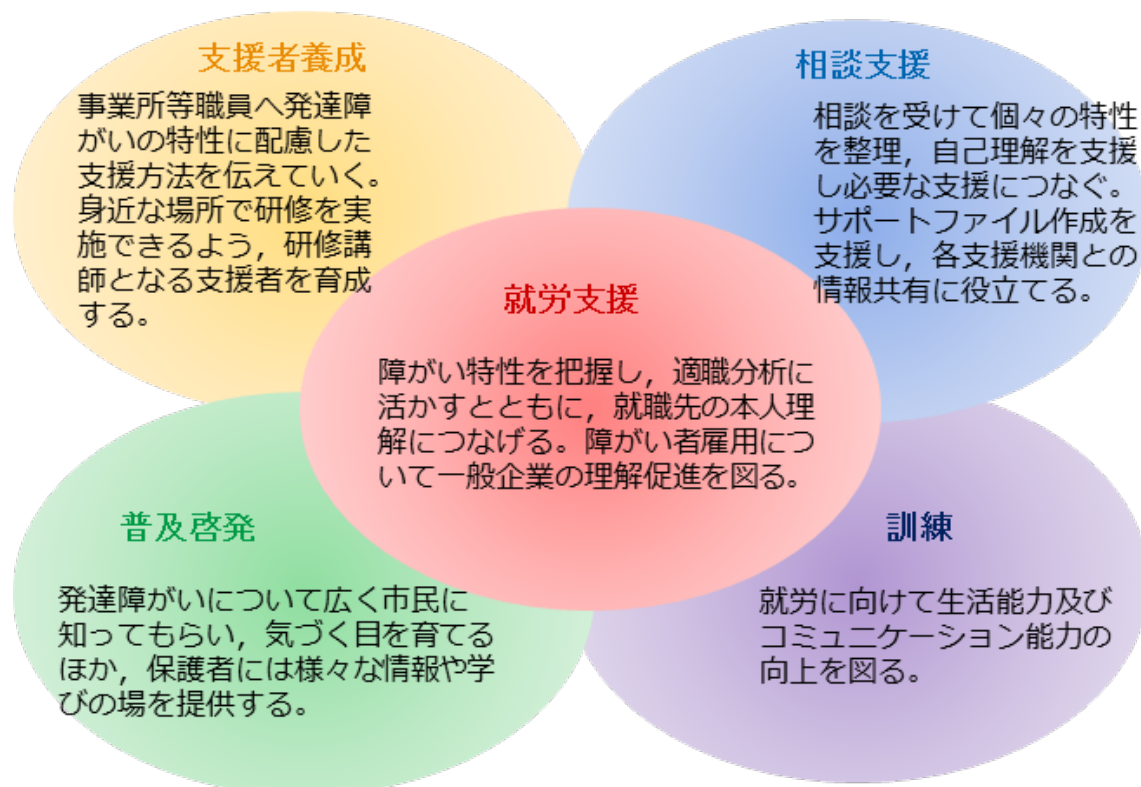 支援者養成
事業所等職員へ発達障
がいの特性に配慮した
支援方法を伝えていく。
身近な場所で研修を実
施できるよう，研修講
師となる支援者を育成
する。
相談支援
相談を受けて個々の特性
を整理，自己理解を支援
し必要な支援につなぐ。
サポートファイル作成を
支援し，各支援機関との
情報共有に役立てる。
就労支援
障がい特性を把握し，適職分析に
活かすとともに，就職先の本人理
解につなげる。障がい者雇用につ
いて一般企業の理解促進を図る。
普及啓発
発達障がいについて広く市民に
知ってもらい，気づく目を育てる
ほか，保護者には様々な情報や学
びの場を提供する。
訓練
就労に向けて生活能力及び
コミュニケーション能力の
向上を図る。